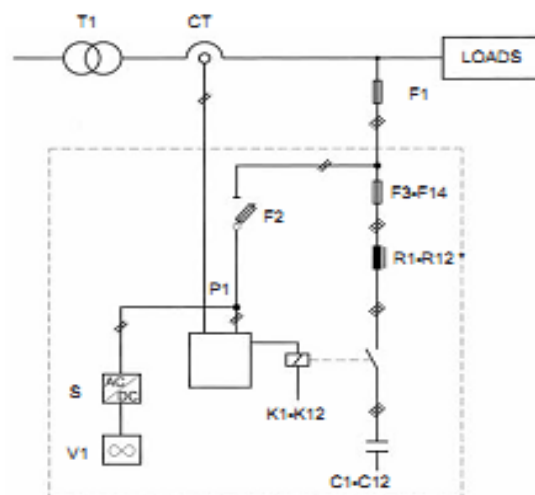 T1 CT
LOADS
F1
F3-F14
F2
R1-R12 *
P1
AC
DC
S
K1-K12
V1
C1-C12